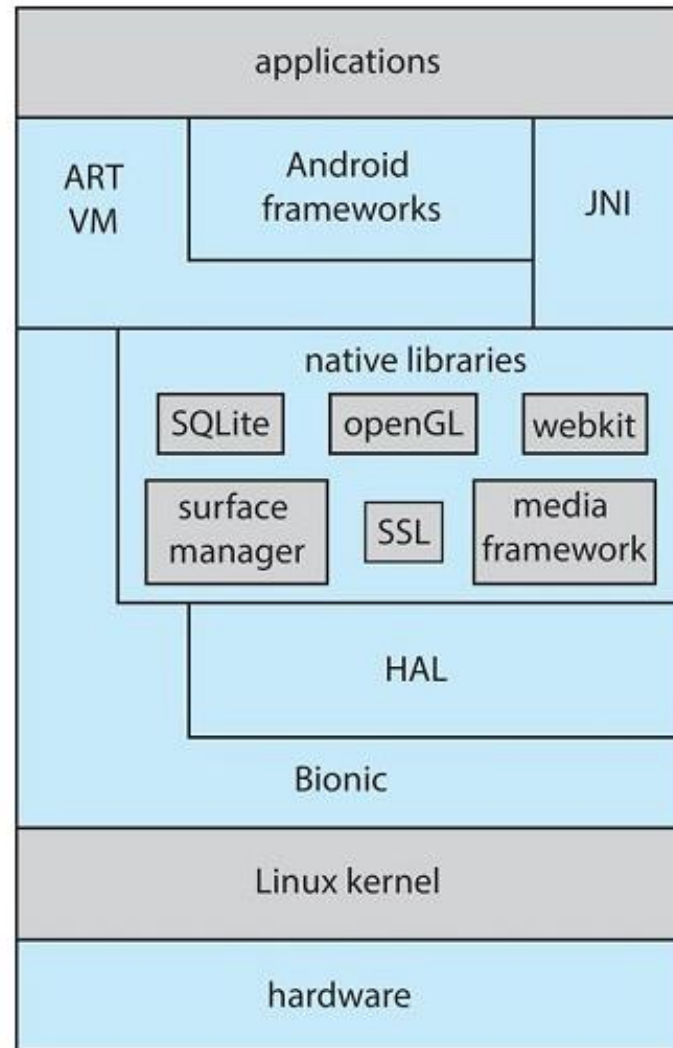 applications
ART
VM
Android
frameworks
JNI
native libraries
SQLite
openGL
webkit
surface
manager
SSL
media
framework
HAL
Bionic
Linux kernel
hardware